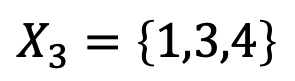 X₃ = {1,3,4}